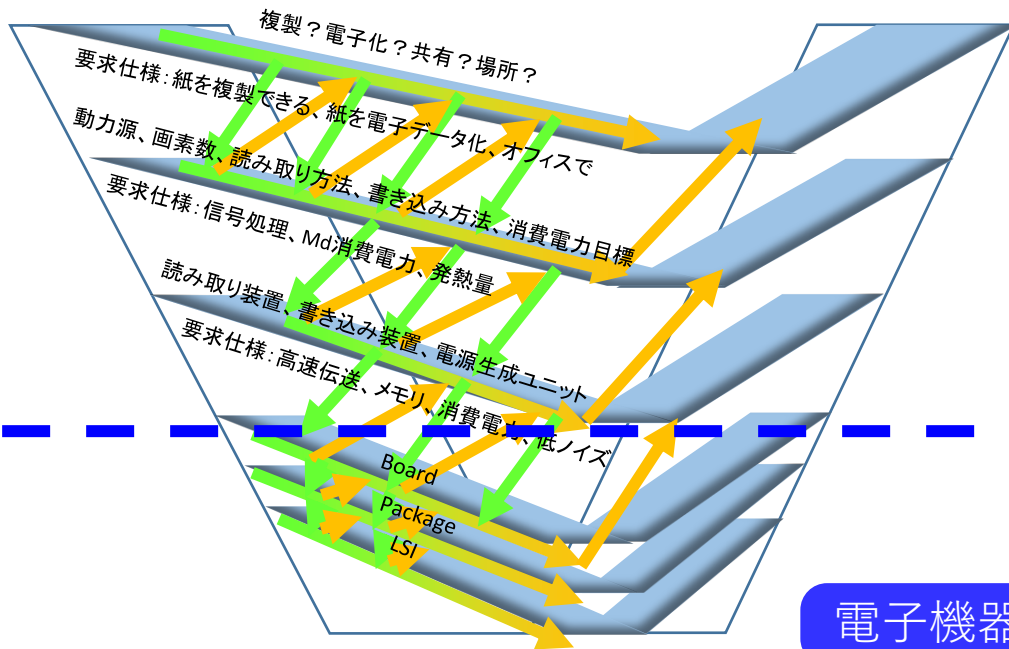 複製？電子化？共有？場所？
要求仕様：紙を複製できる、紙を電子データ化、オフィスで
動力源、画素数、読み取り方法、書き込み方法、消費電力目標
要求仕様：信号処理、Md消費電力、発熱量
読み取り装置、書き込み装置、電源生成ユニット
要求仕様：高速伝送、メモリ、消費電力、低ノイズ
Board
Package
LSI
電子機器